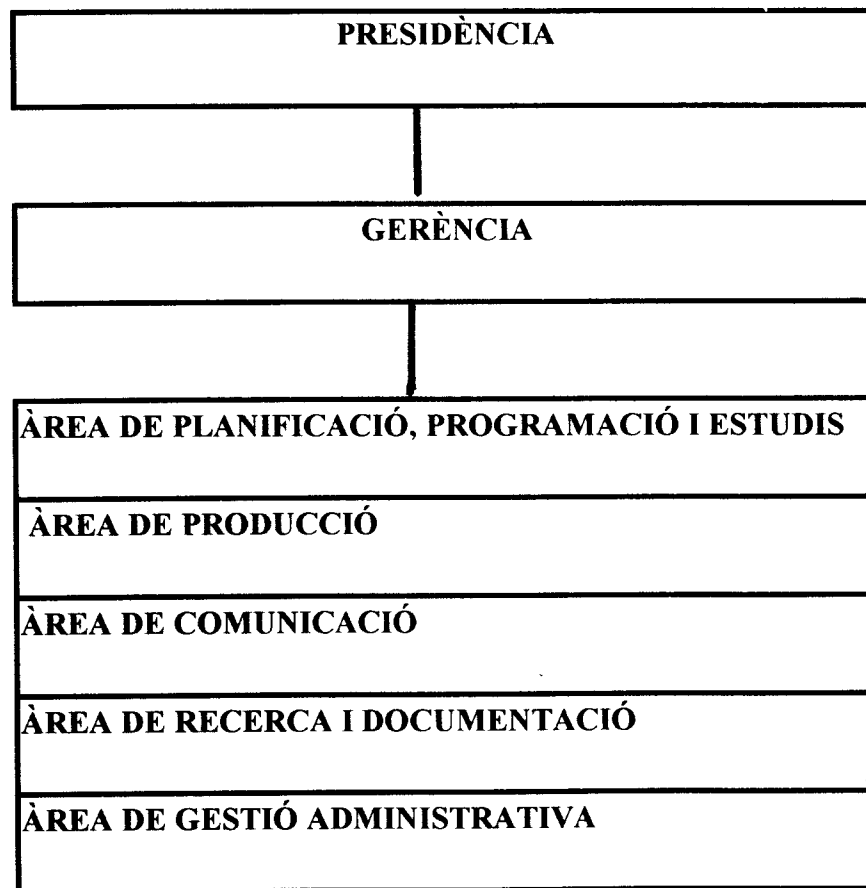 PRESIDÈNCIA
GERÈNCIA
ÀREA DE PLANIFICACIÓ, PROGRAMACIÓ I ESTUDIS
ÀREA DE PRODUCCIÓ
ÀREA DE COMUNICACIÓ
ÀREA DE RECERCA I DOCUMENTACIÓ
ÀREA DE GESTIÓ ADMINISTRATIVA